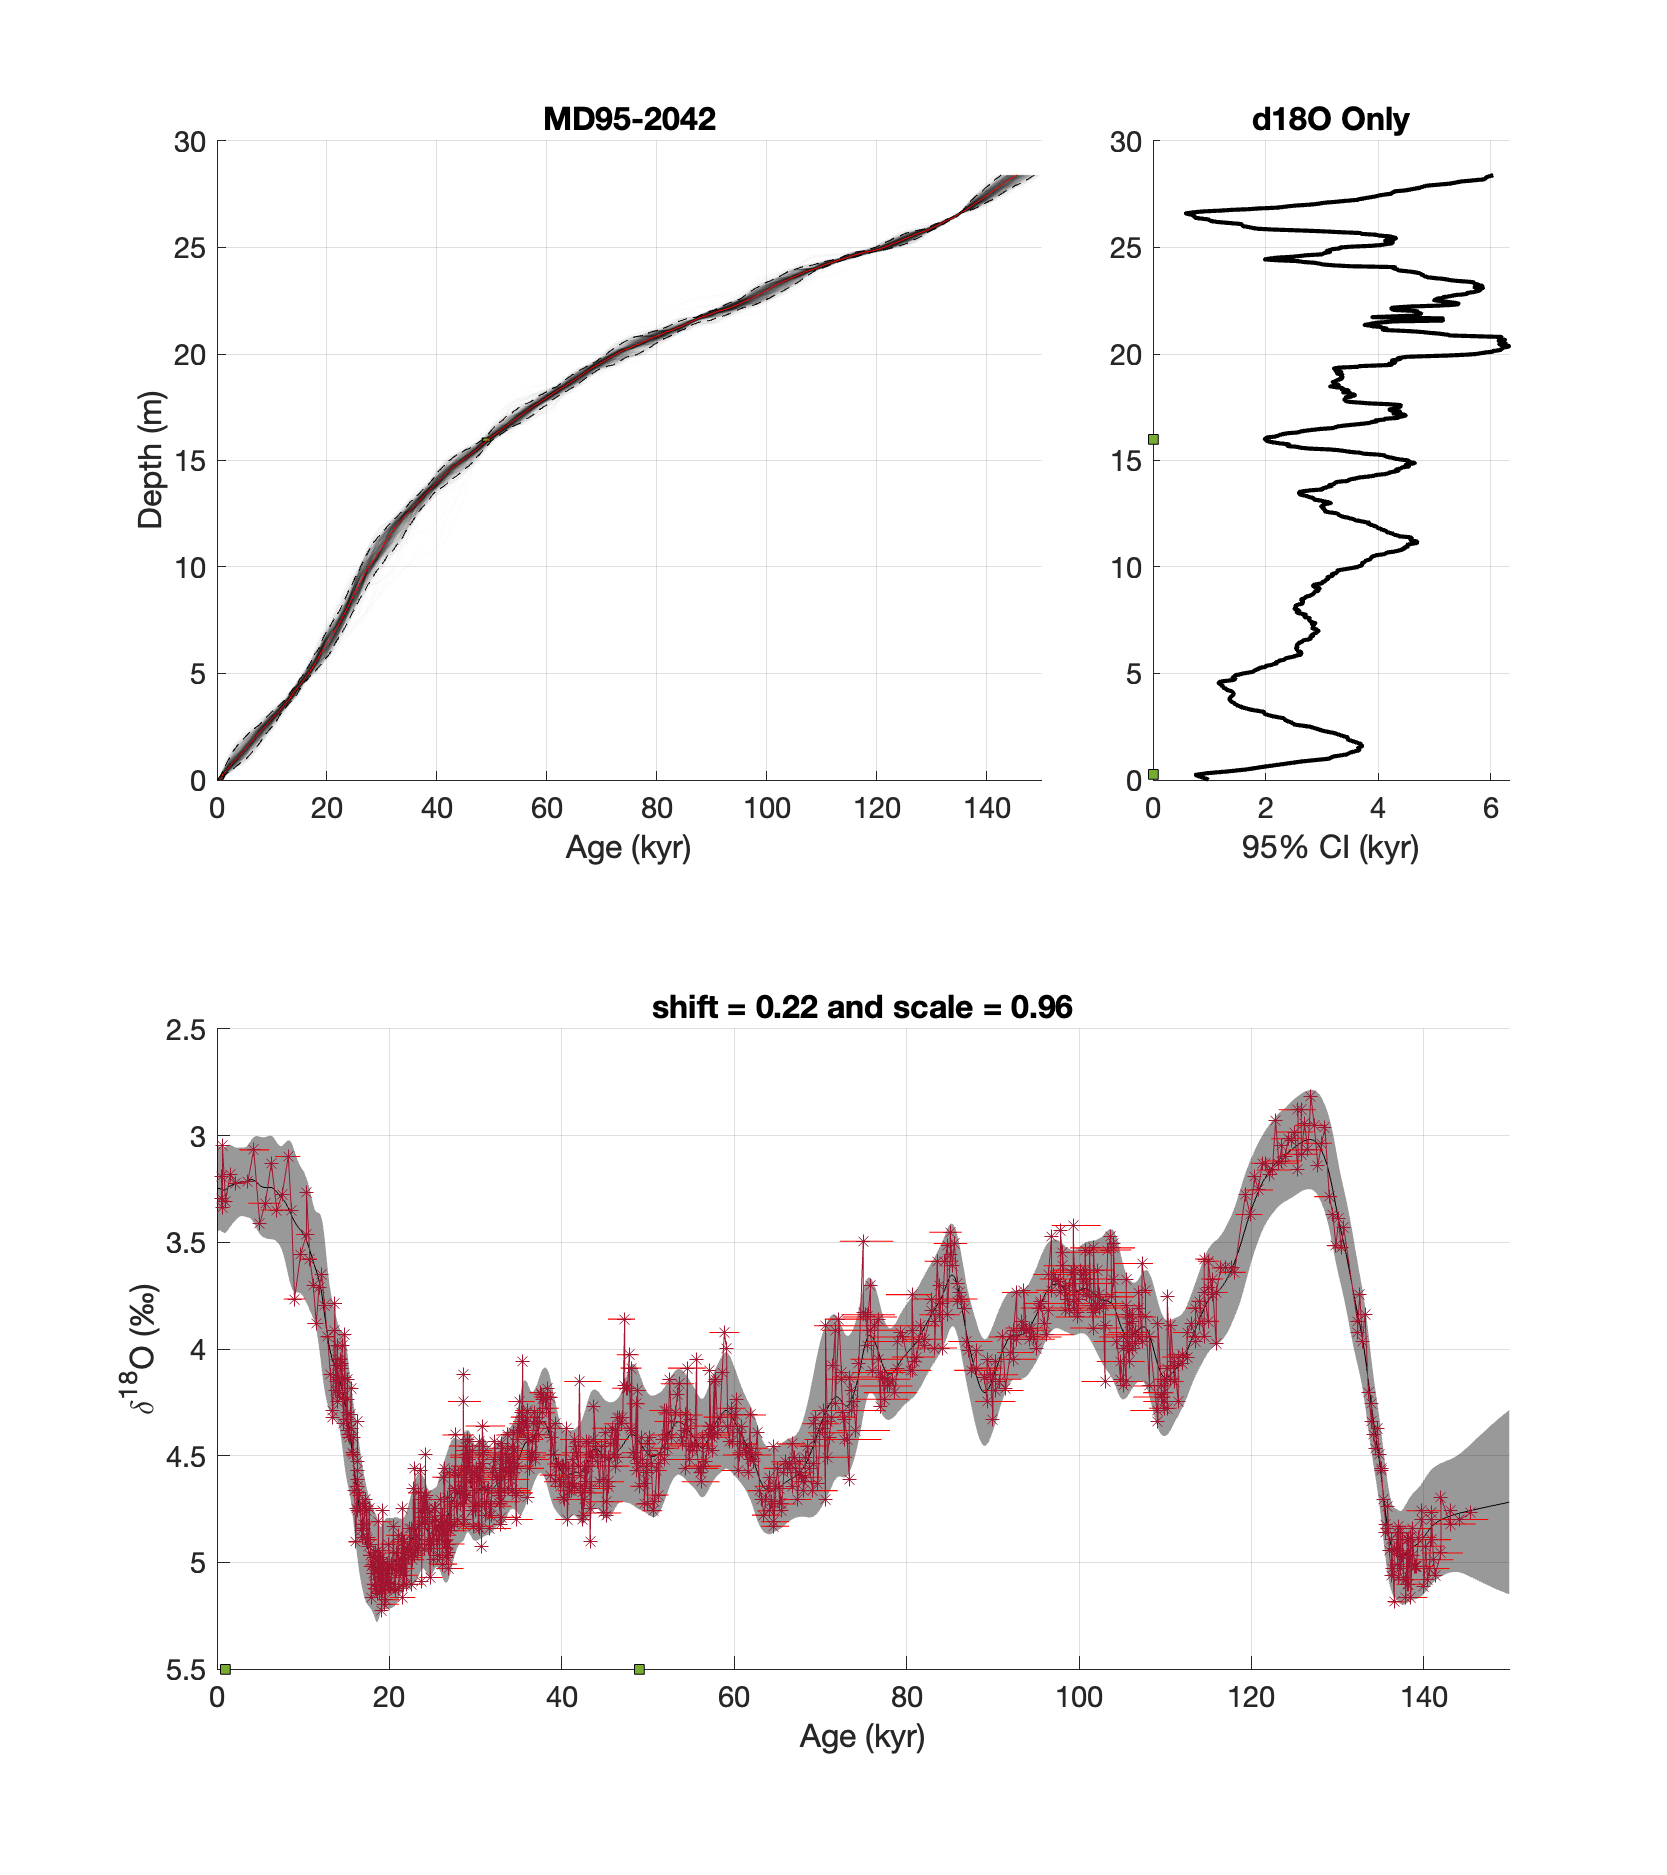 MD95-2042
d18O Only
30
25
20
15
10
5
0
Depth (m)
0 20 40 60 80 100 120 140
Age (kyr)
30
25
20
15
10
5
0
0 2 4 6
95% CI (kyr)
shift = 0.22 and scale = 0.96
2.5
3
3.5
4
4.5
5
5.5
δ¹⁸O (‰)
0 20 40 60 80 100 120 140
Age (kyr)